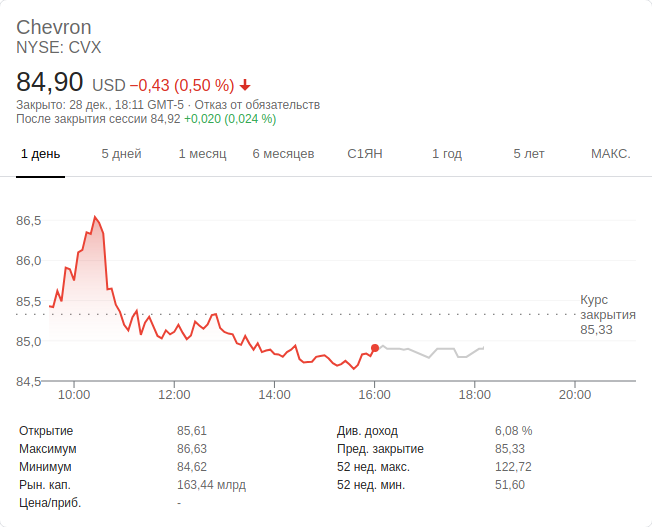 Chevron
NYSE: CVX
84,90 USD −0,43 (0,50 %)
Закрыто: 28 дек., 18:11 GMT-5 · Отказ от обязательств
После закрытия сессии 84,92 +0,020 (0,024 %)
1 день 5 дней 1 месяц 6 месяцев С1ЯН 1 год 5 лет МАКС.
86,5
86,0
85,5
Курс
закрытия
85,33
85,0
84,5
10:00 12:00 14:00 16:00 18:00 20:00
Открытие 85,61 Див. доход 6,08 %
Максимум 86,63 Пред. закрытие 85,33
Минимум 84,62 52 нед. макс. 122,72
Рын. кап. 163,44 млрд 52 нед. мин. 51,60
Цена/приб. -